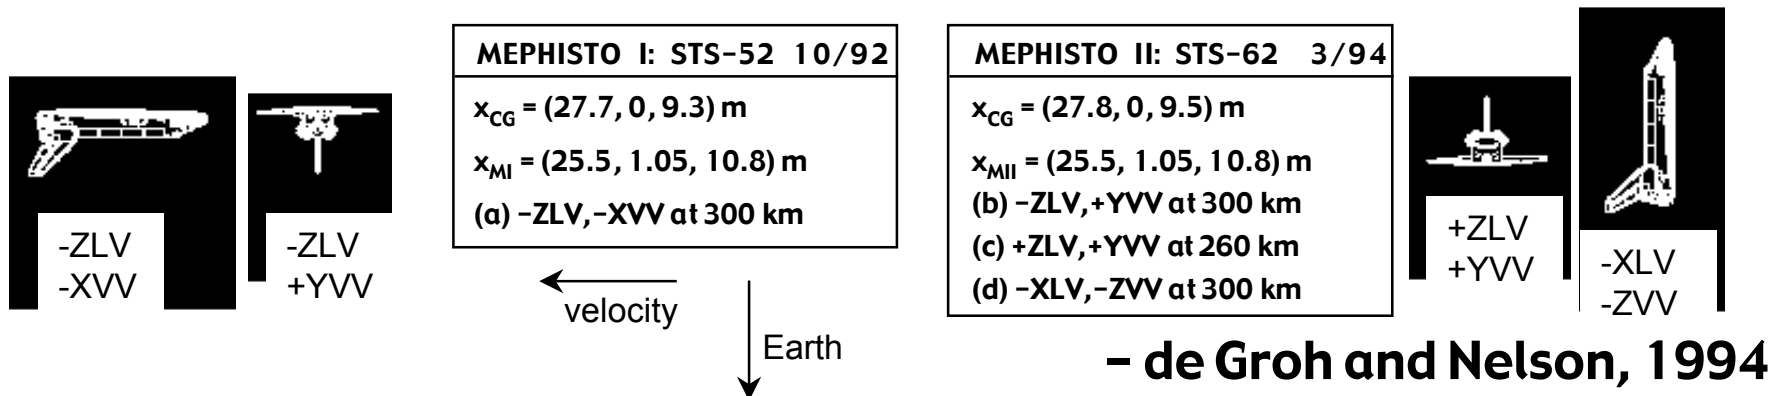 -ZLV
-XVV
-ZLV
+YVV
MEPHISTO I: STS-52 10/92
x_CG = (27.7, 0, 9.3) m
x_MI = (25.5, 1.05, 10.8) m
(a) -ZLV,-XVV at 300 km
velocity
Earth
MEPHISTO II: STS-62 3/94
x_CG = (27.8, 0, 9.5) m
x_MII = (25.5, 1.05, 10.8) m
(b) -ZLV,+YVV at 300 km
(c) +ZLV,+YVV at 260 km
(d) -XLV,-ZVV at 300 km
+ZLV
+YVV
-XLV
-ZVV
- de Groh and Nelson, 1994